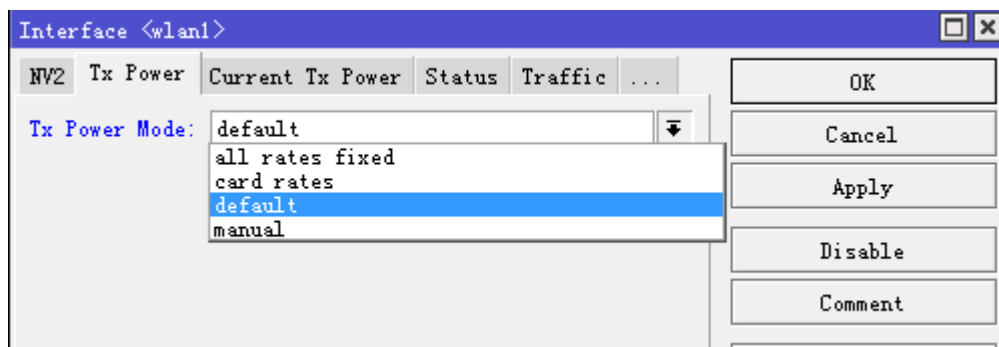 Interface <wlan1>
NV2 Tx Power Current Tx Power Status Traffic ...
Tx Power Mode: default
all rates fixed
card rates
default
manual
OK
Cancel
Apply
Disable
Comment